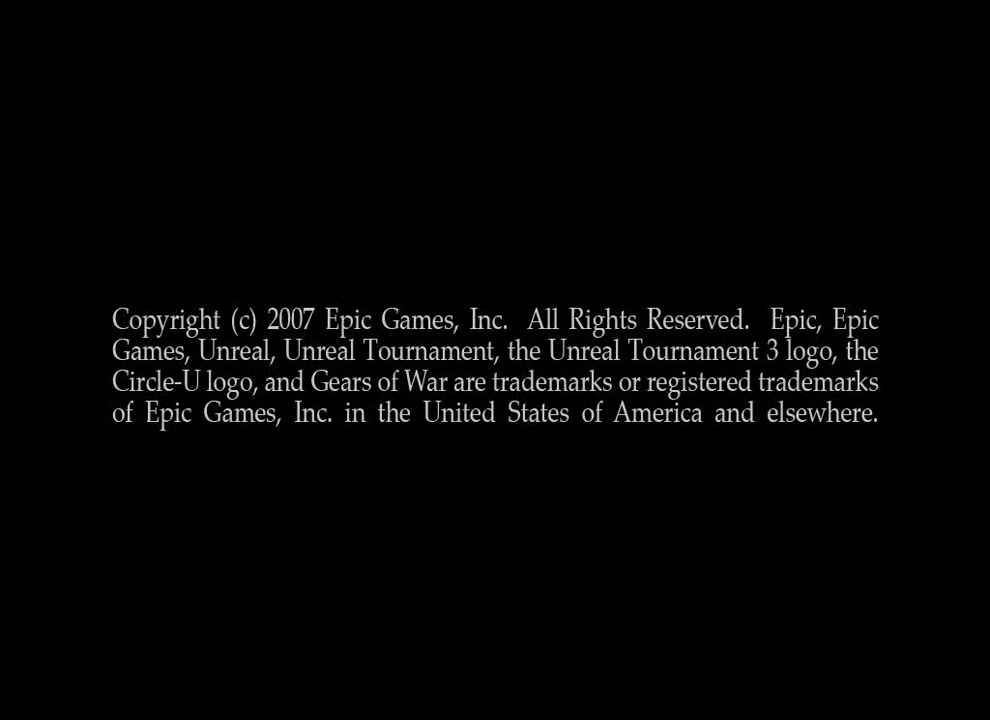 Copyright (c) 2007 Epic Games, Inc.  All Rights Reserved.  Epic, Epic
Games, Unreal, Unreal Tournament, the Unreal Tournament 3 logo, the
Circle-U logo, and Gears of War are trademarks or registered trademarks
of Epic Games, Inc. in the United States of America and elsewhere.